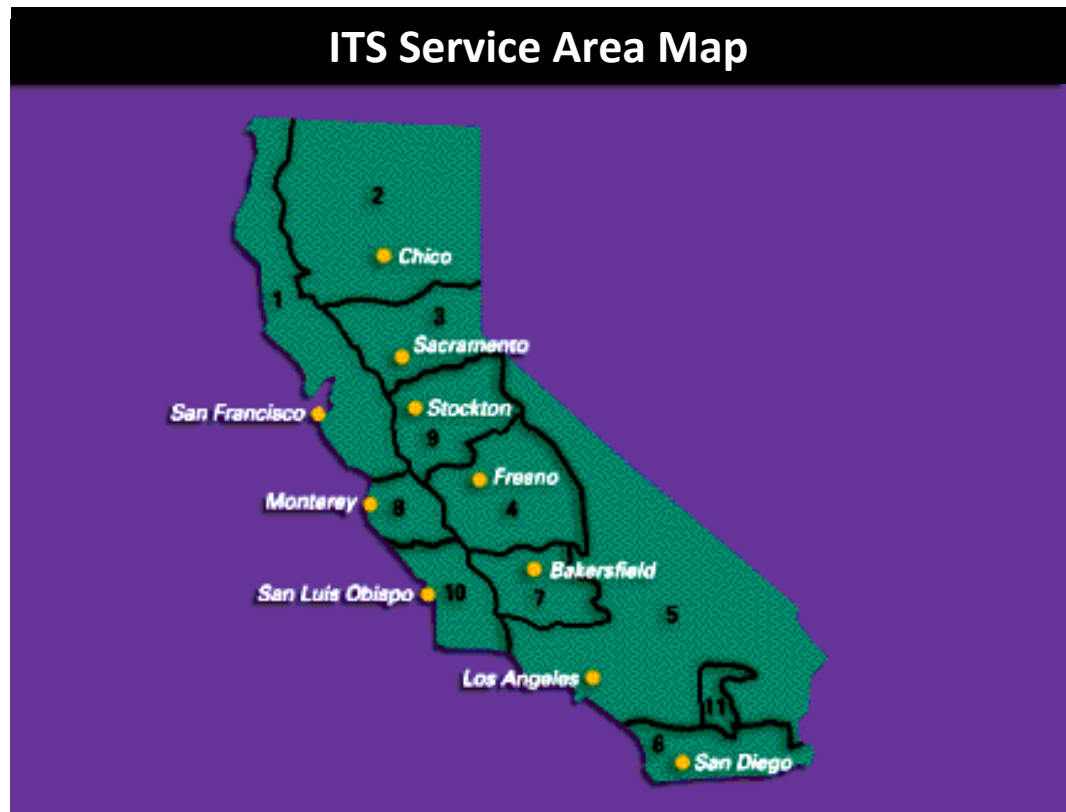 ITS Service Area Map
2
Chico
1
3
Sacramento
San Francisco
Stockton
9
Fresno
Monterey
8
4
Bakersfield
San Luis Obispo
10
7
5
Los Angeles
11
6
San Diego